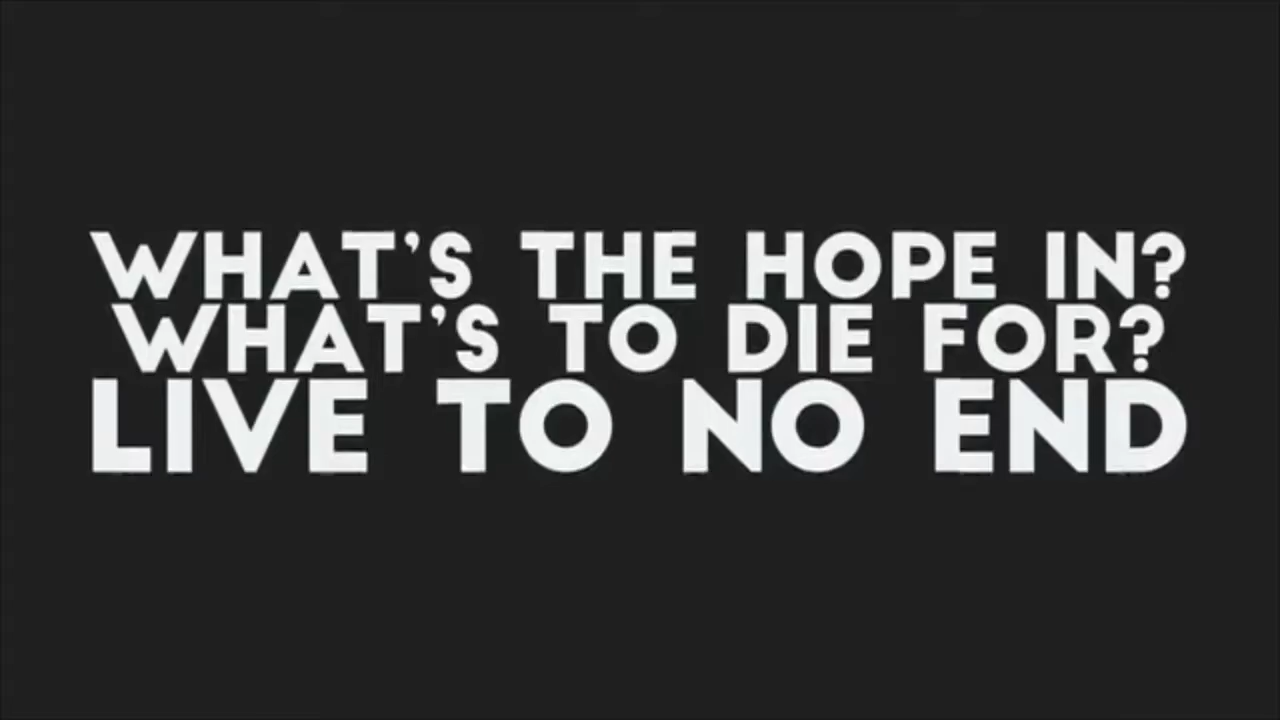 WHAT'S THE HOPE IN?
WHAT'S TO DIE FOR?
LIVE TO NO END